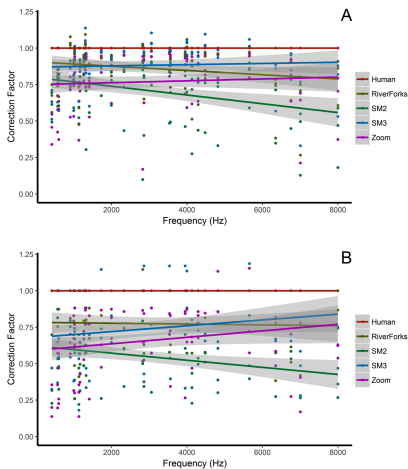 A
1.25
1.00
0.75
0.50
0.25
0.00
Correction Factor
2000 4000 6000 8000
Frequency (Hz)
Human
RiverForks
SM2
SM3
Zoom
B
1.25
1.00
0.75
0.50
0.25
0.00
Correction Factor
2000 4000 6000 8000
Frequency (Hz)
Human
RiverForks
SM2
SM3
Zoom